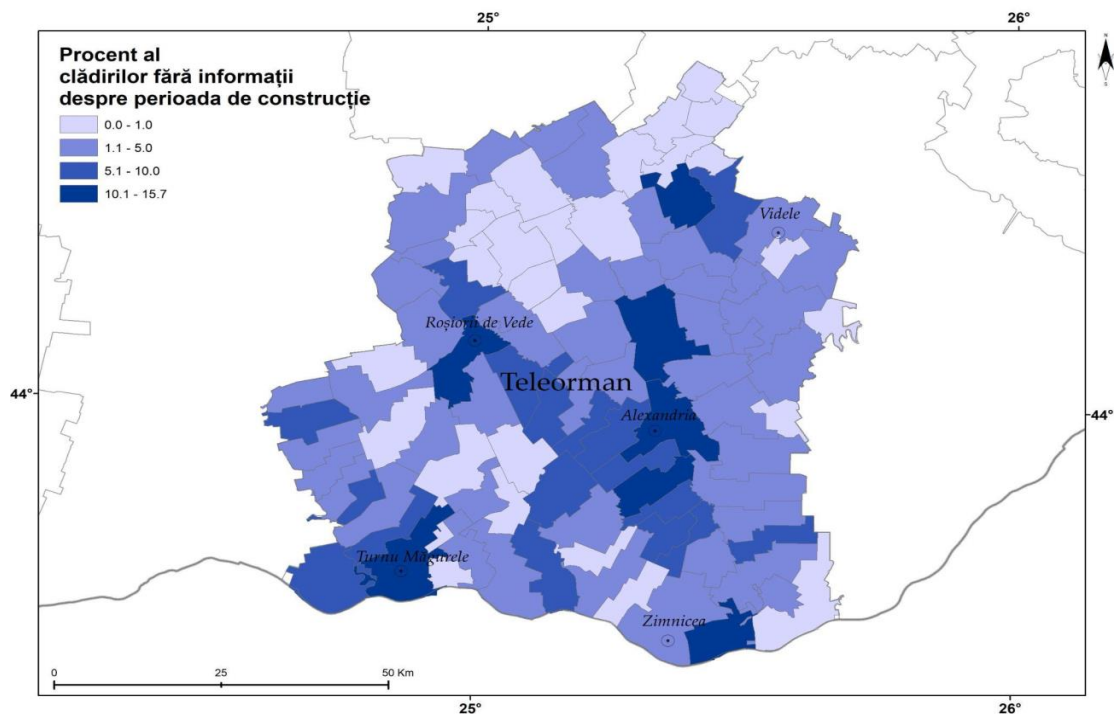 25°
26°
Procent al
clădirilor fără informații
despre perioada de construcție
0.0 - 1.0
1.1 - 5.0
5.1 - 10.0
10.1 - 15.7
N
S
Videle
Roșiorii de Vede
Teleorman
44°
Alexandria
44°
Turnu Măgurele
Zimnicea
0
25
50 Km
25°
26°